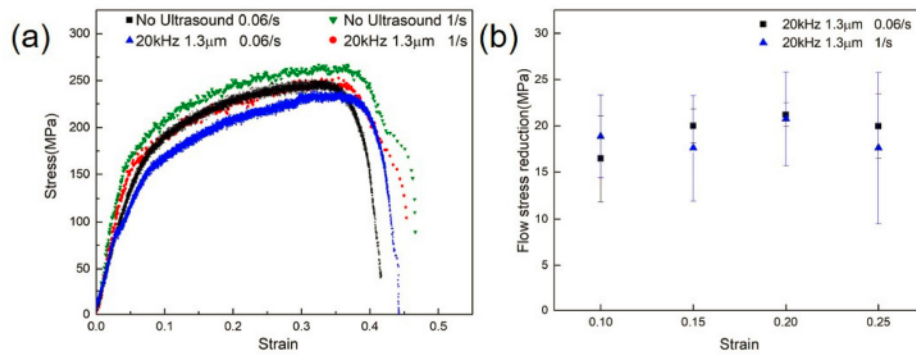 (a)
No Ultrasound 0.06/s
No Ultrasound 1/s
20kHz 1.3μm 0.06/s
20kHz 1.3μm 1/s
Stress(MPa)
300
250
200
150
100
50
0
0.0 0.1 0.2 0.3 0.4 0.5
Strain
(b)
20kHz 1.3μm 0.06/s
20kHz 1.3μm 1/s
Flow stress reduction(MPa)
30
25
20
15
10
5
0
0.10 0.15 0.20 0.25
Strain